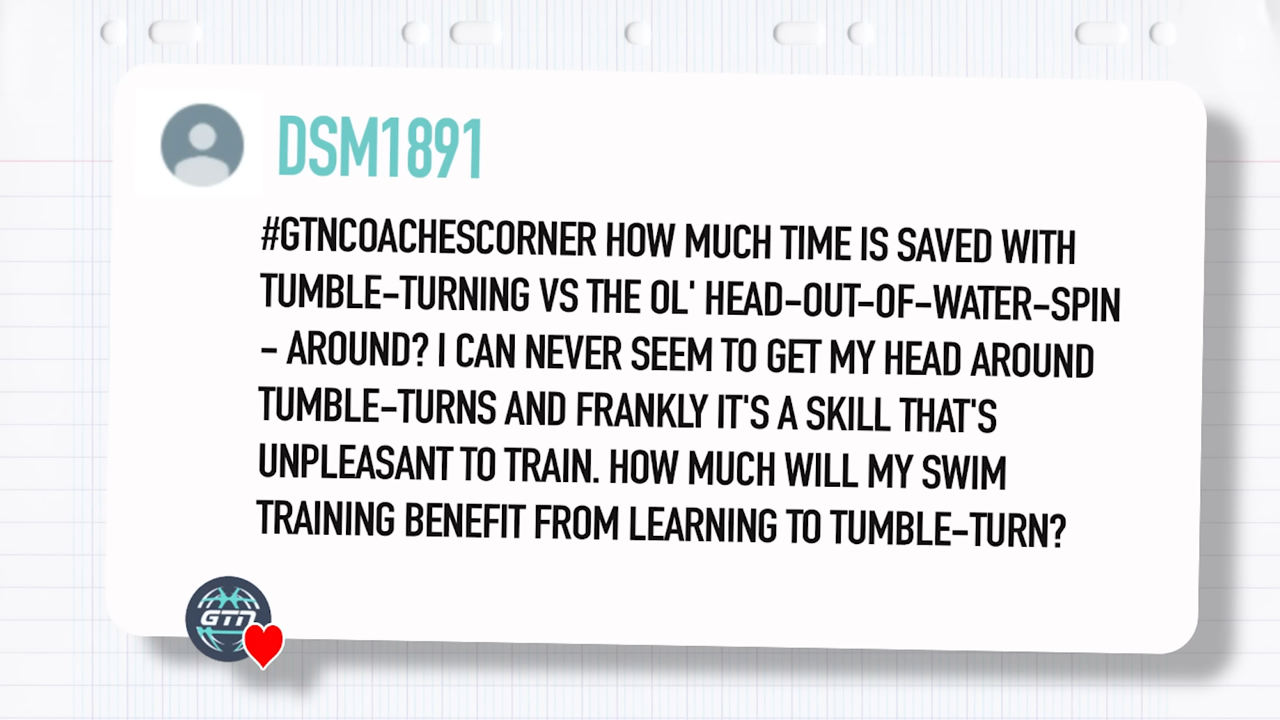 DSM1891
#GTNCOACHESCORNER HOW MUCH TIME IS SAVED WITH
TUMBLE-TURNING VS THE OL' HEAD-OUT-OF-WATER-SPIN
- AROUND? I CAN NEVER SEEM TO GET MY HEAD AROUND
TUMBLE-TURNS AND FRANKLY IT'S A SKILL THAT'S
UNPLEASANT TO TRAIN. HOW MUCH WILL MY SWIM
TRAINING BENEFIT FROM LEARNING TO TUMBLE-TURN?
GTN